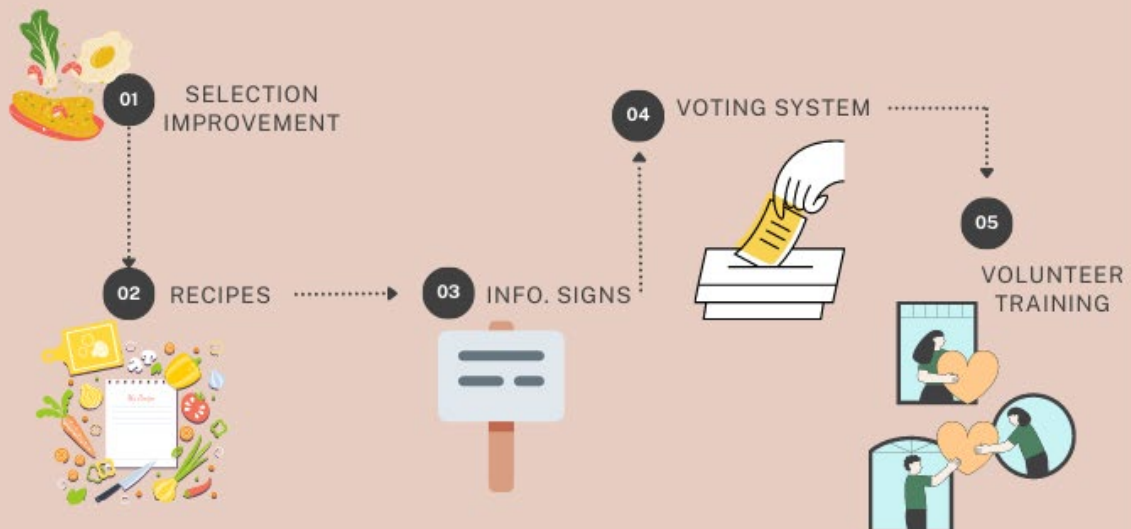 01
SELECTION
IMPROVEMENT
02
RECIPES
03
INFO. SIGNS
04
VOTING SYSTEM
05
VOLUNTEER
TRAINING